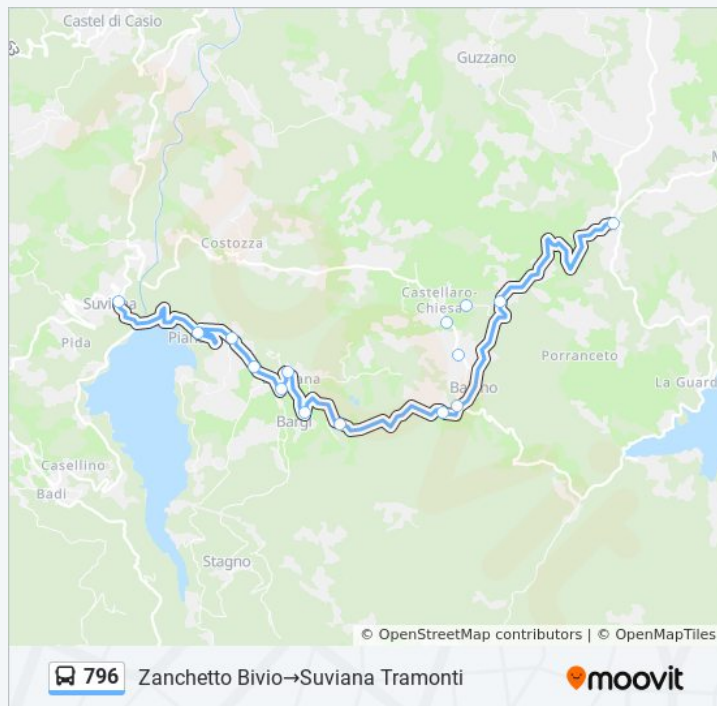 Castel di Casio
Guzzano
Costozza
Castellaro-
Chiesa
Suviana
Pida
Porranceto
La Guard
Bargi
Casellino
Badi
Stagno
© OpenStreetMap contributors | © OpenMapTiles
796 Zanchetto Bivio→Suviana Tramonti moovit